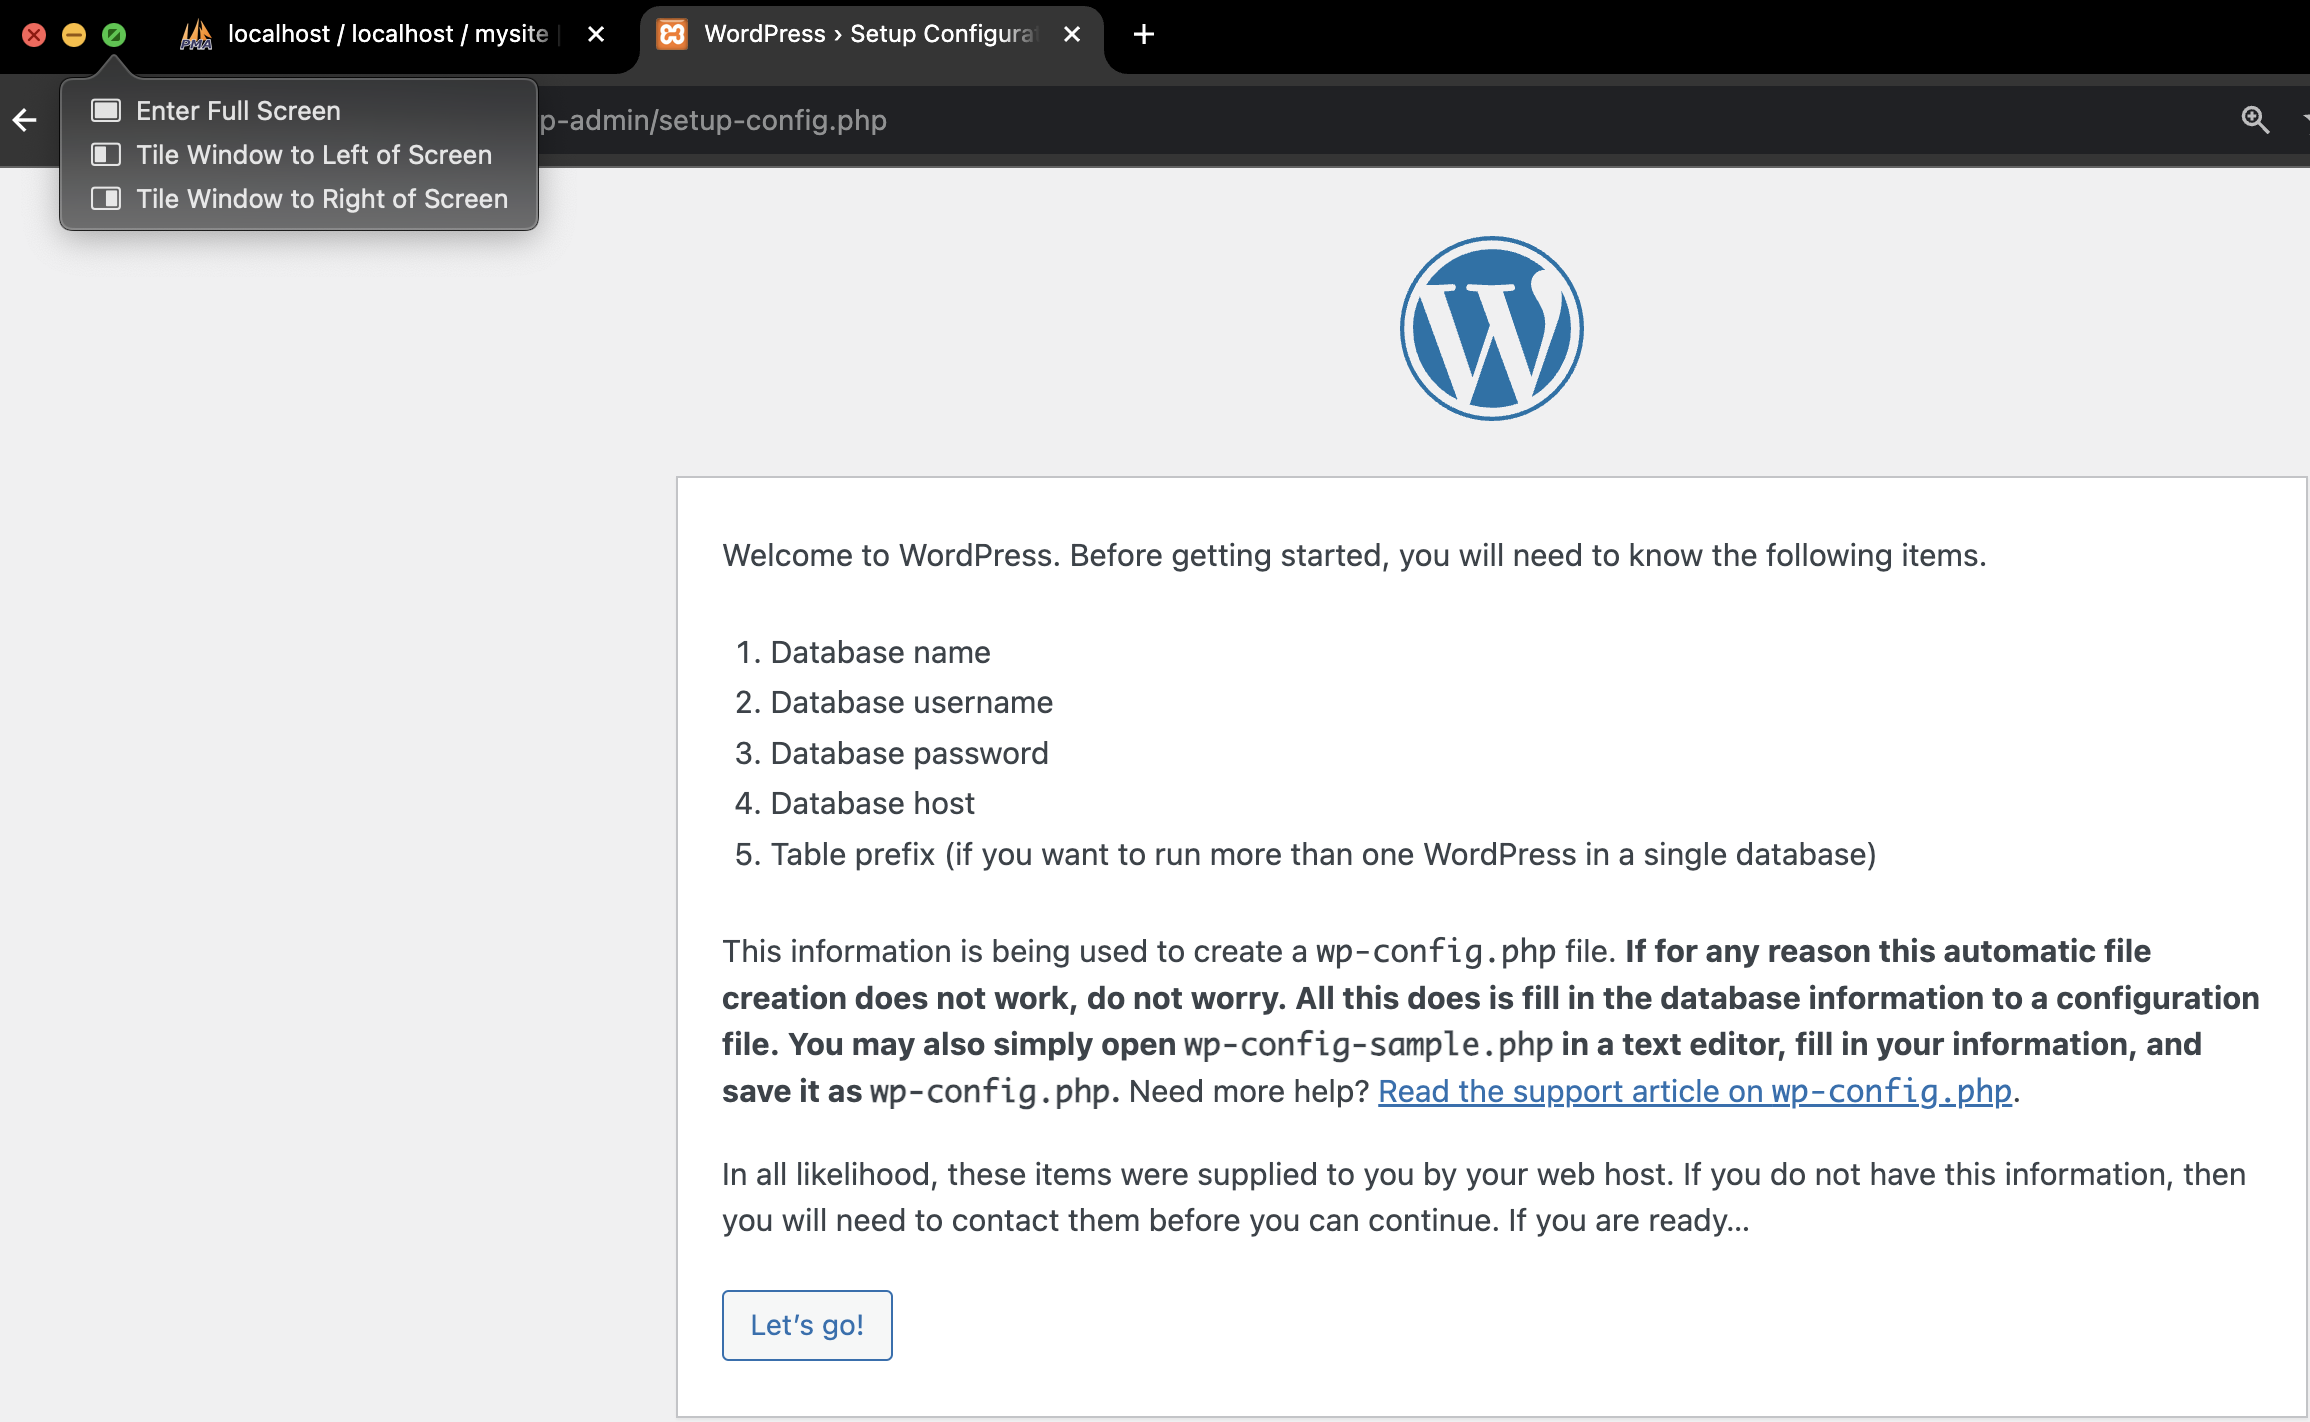 localhost / localhost / mysite
WordPress › Setup Configura
Enter Full Screen
Tile Window to Left of Screen
Tile Window to Right of Screen
p-admin/setup-config.php
Welcome to WordPress. Before getting started, you will need to know the following items.
1. Database name
2. Database username
3. Database password
4. Database host
5. Table prefix (if you want to run more than one WordPress in a single database)
This information is being used to create a wp-config.php file. If for any reason this automatic file
creation does not work, do not worry. All this does is fill in the database information to a configuration
file. You may also simply open wp-config-sample.php in a text editor, fill in your information, and
save it as wp-config.php. Need more help? Read the support article on wp-config.php.
In all likelihood, these items were supplied to you by your web host. If you do not have this information, then
you will need to contact them before you can continue. If you are ready…
Let’s go!